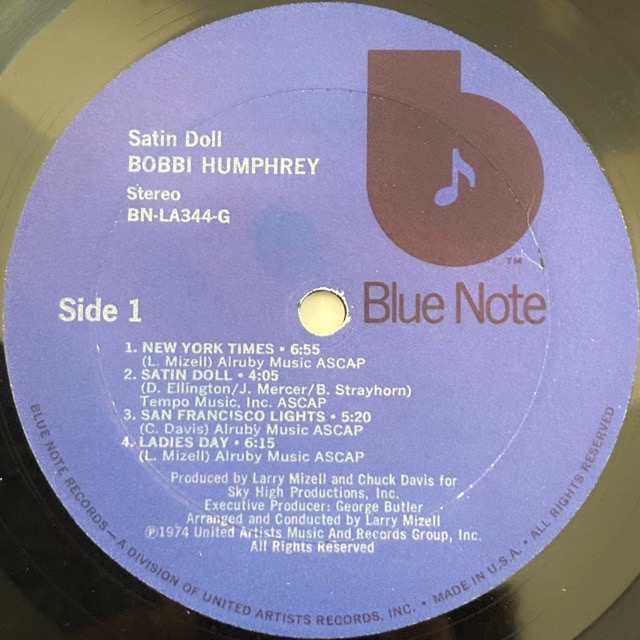 Satin Doll
BOBBI HUMPHREY
Stereo
BN-LA344-G
b
TM
Blue Note
Side 1
1. NEW YORK TIMES • 6:55
(L. Mizell) Alruby Music ASCAP
2. SATIN DOLL • 4:05
(D. Ellington/J. Mercer/B. Strayhorn)
Tempo Music, Inc. ASCAP
3. SAN FRANCISCO LIGHTS • 5:20
(C. Davis) Alruby Music ASCAP
4. LADIES DAY • 6:15
(L. Mizell) Alruby Music ASCAP
Produced by Larry Mizell and Chuck Davis for
Sky High Productions, Inc.
Executive Producer: George Butler
Arranged and Conducted by Larry Mizell
℗1974 United Artists Music And Records Group, Inc.
All Rights Reserved
BLUE NOTE RECORDS—A DIVISION OF UNITED ARTISTS RECORDS, INC. • MADE IN U.S.A. • ALL RIGHTS RESERVED